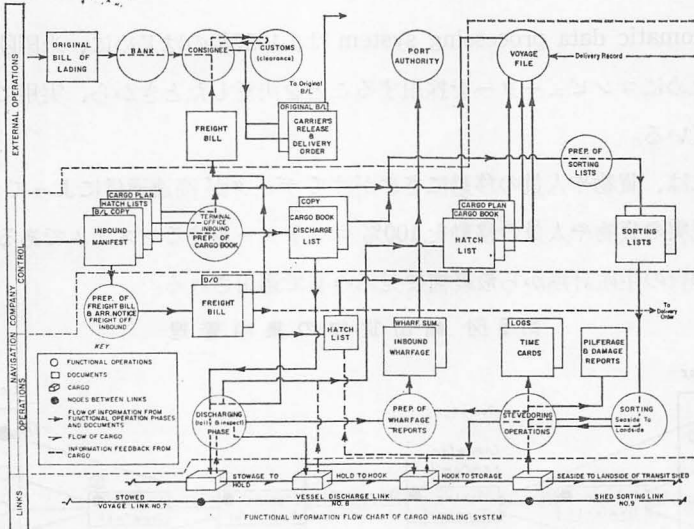 omatic data processing system
EXTERNAL OPERATIONS
CONTROL
NAVIGATION COMPANY
OPERATIONS
LINKS
ORIGINAL
BILL OF
LADING
BANK
CONSIGNEE
CUSTOMS
(clearance)
To Original
B/L
ORIGINAL B/L
CARRIER'S
RELEASE &
DELIVERY
ORDER
PORT
AUTHORITY
VOYAGE
FILE
Delivery Record
FREIGHT
BILL
PREP. OF
SORTING
LISTS
CARGO PLAN
HATCH LISTS
B/L COPY
INBOUND
MANIFEST
TERMINAL
OFFICE
INBOUND
PREP. OF
CARGO BOOK
COPY
CARGO BOOK
DISCHARGE
LIST
CARGO PLAN
CARGO BOOK
HATCH
LIST
SORTING
LISTS
PREP. OF
FREIGHT BILL
& ARR. NOTICE
FREIGHT OFF
INBOUND
D/O
FREIGHT
BILL
HATCH
LIST
WHARF SUM.
INBOUND
WHARFAGE
LOGS
TIME
CARDS
PILFERAGE
& DAMAGE
REPORTS
To
Delivery
Order
KEY
FUNCTIONAL OPERATIONS
DOCUMENTS
CARGO
NODES BETWEEN LINKS
FLOW OF INFORMATION FROM
FUNCTIONAL OPERATION PHASES
AND DOCUMENTS
FLOW OF CARGO
INFORMATION FEEDBACK FROM
CARGO
DISCHARGING
(tally & inspect)
PHASE
PREP. OF
WHARFAGE
REPORTS
STEVEDORING
OPERATIONS
SORTING
Seaside To
Landside
STOWAGE TO
HOLD
HOLD TO HOOK
HOOK TO STORAGE
SEASIDE TO LANDSIDE OF TRANSIT SHED
STOWED
VOYAGE LINK NO. 7
VESSEL DISCHARGE LINK
NO. 8
SHED SORTING LINK
NO. 9
FUNCTIONAL INFORMATION FLOW CHART OF CARGO HANDLING SYSTEM